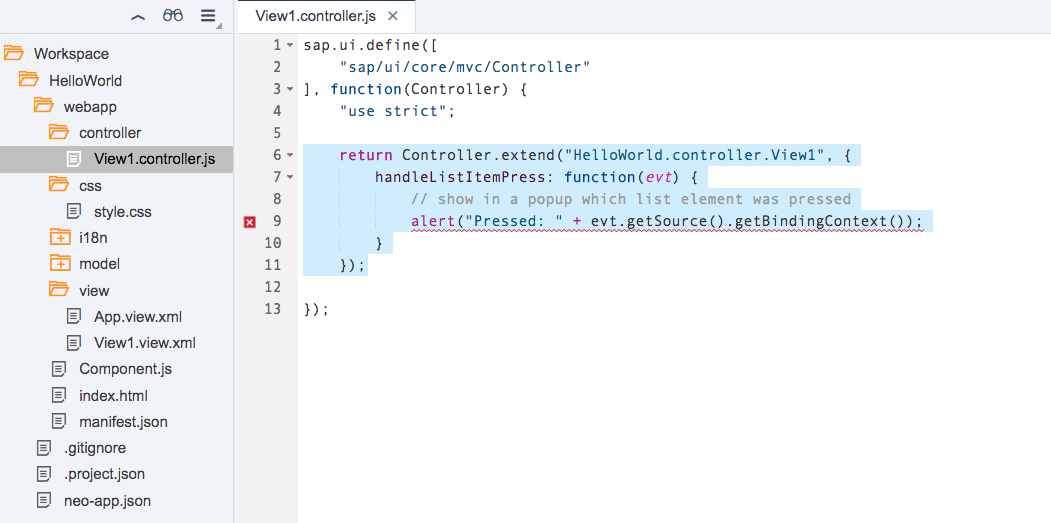 View1.controller.js ×
Workspace
HelloWorld
webapp
controller
View1.controller.js
css
style.css
i18n
model
view
App.view.xml
View1.view.xml
Component.js
index.html
manifest.json
.gitignore
.project.json
neo-app.json
1 sap.ui.define([
2     "sap/ui/core/mvc/Controller"
3 ], function(Controller) {
4     "use strict";
5
6     return Controller.extend("HelloWorld.controller.View1", {
7         handleListItemPress: function(evt) {
8             // show in a popup which list element was pressed
9             alert("Pressed: " + evt.getSource().getBindingContext());
10         }
11     });
12
13 });